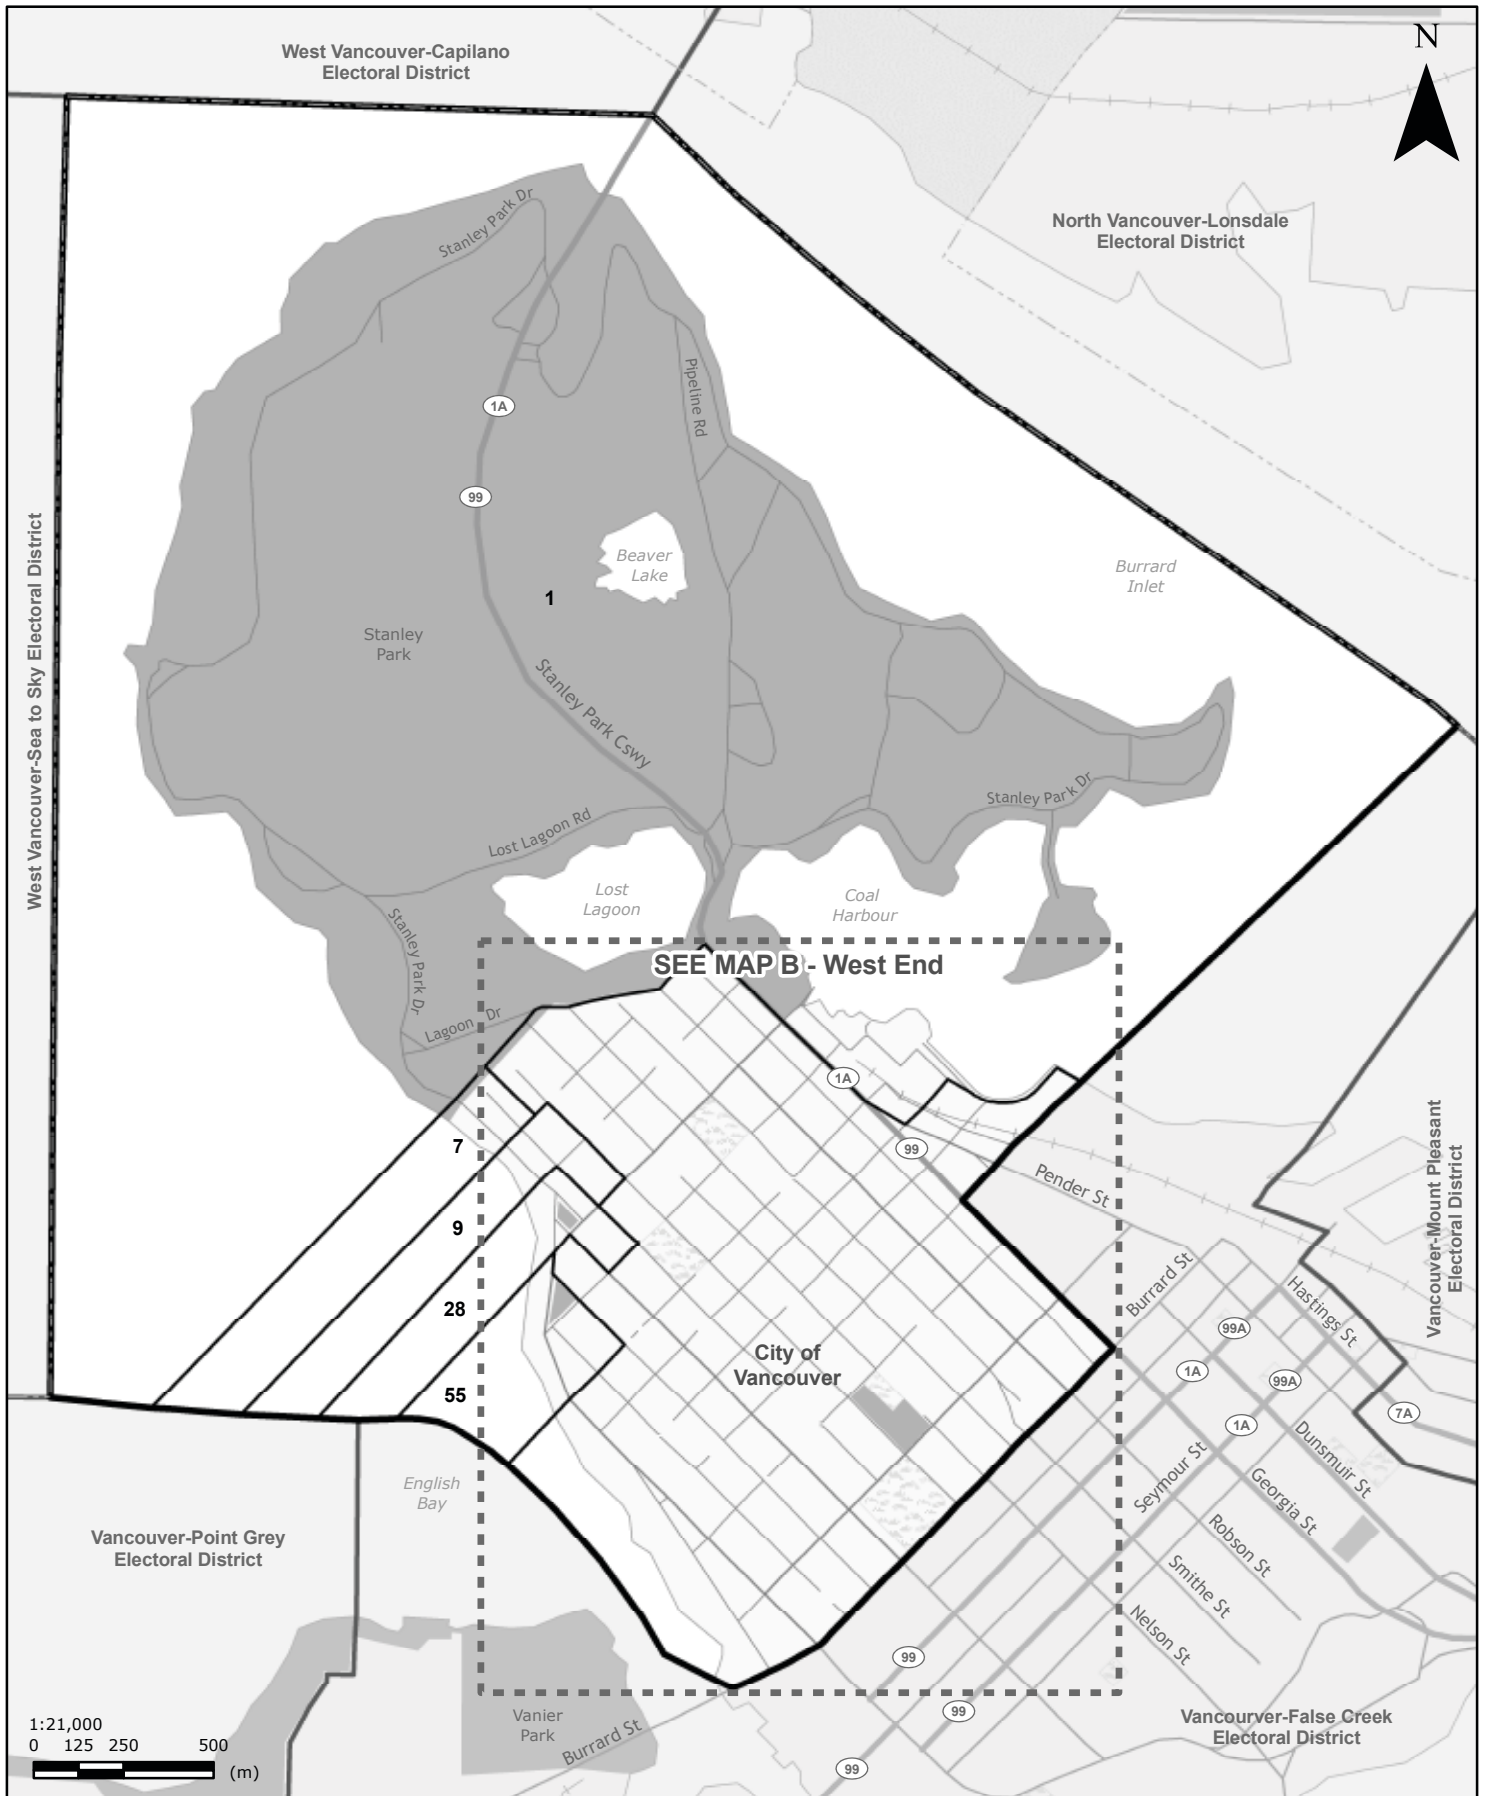 West Vancouver-Capilano
Electoral District
N
North Vancouver-Lonsdale
Electoral District
Stanley Park Dr
Pipeline Rd
1A
99
Beaver
Lake
Burrard
Inlet
1
Stanley
Park
West Vancouver-Sea to Sky Electoral District
Stanley Park Cswy
Stanley Park Dr
Lost Lagoon Rd
Lost
Lagoon
Coal
Harbour
Stanley Park Dr
SEE MAP B - West End
Lagoon Dr
1A
7
99
Pender St
Vancouver-Mount Pleasant
Electoral District
9
Burrard St
28
Hastings St
99A
City of
Vancouver
1A
99A
55
7A
1A
Dunsmuir St
Seymour St
Georgia St
English
Bay
Robson St
Vancouver-Point Grey
Electoral District
Smithe St
Nelson St
99
99
Vanier
Park
Burrard St
Vancourver-False Creek
Electoral District
99
1:21,000
0 125 250 500
(m)